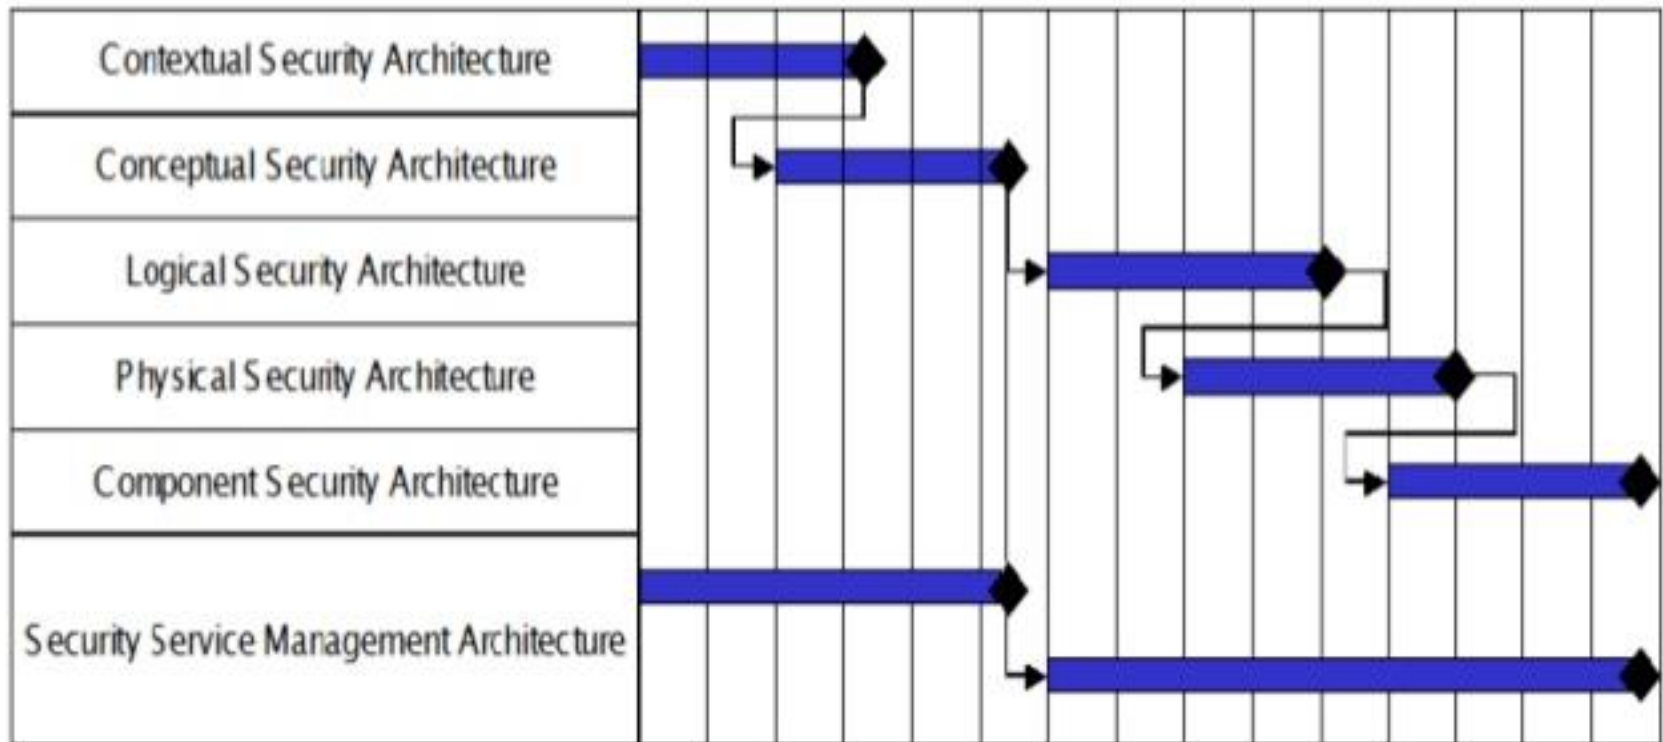 Contextual Security Architecture
Conceptual Security Architecture
Logical Security Architecture
Physical Security Architecture
Component Security Architecture
Security Service Management Architecture